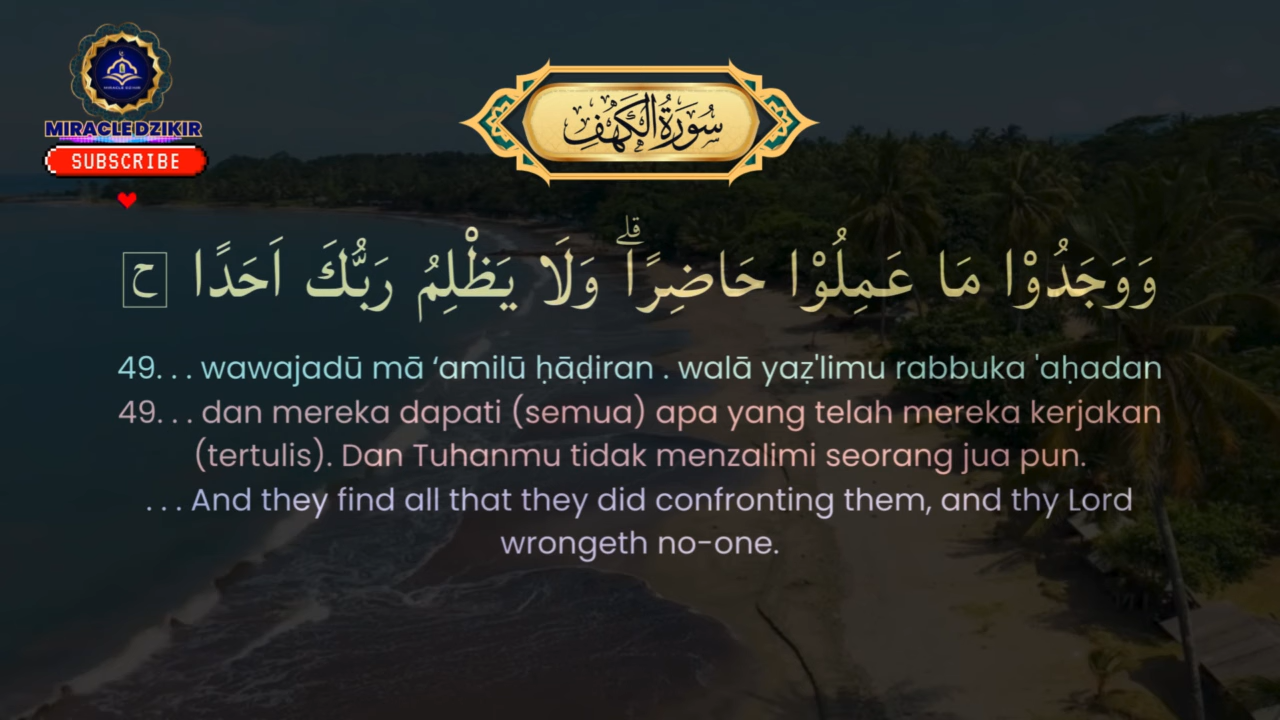 MIRACLEDZIKIR
SUBSCRIBE
سُوْرَةُ الْكَهْفِ
وَوَجَدُوْا مَا عَمِلُوْا حَاضِرًاۗ وَلَا يَظْلِمُ رَبُّكَ اَحَدًا ح
49. . . wawajadū mā ‘amilū ḥāḍiran . walā yaẓ'limu rabbuka 'aḥadan
49. . . dan mereka dapati (semua) apa yang telah mereka kerjakan
(tertulis). Dan Tuhanmu tidak menzalimi seorang jua pun.
. . . And they find all that they did confronting them, and thy Lord
wrongeth no-one.